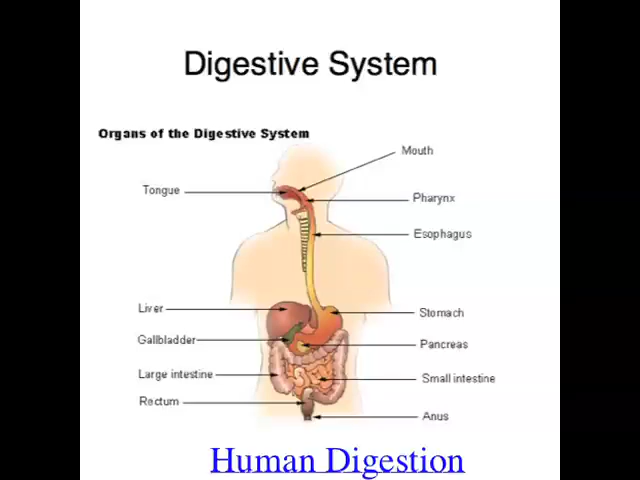 Digestive System
Organs of the Digestive System
Mouth
Tongue
Pharynx
Esophagus
Liver
Stomach
Gallbladder
Pancreas
Large intestine
Small intestine
Rectum
Anus
Human Digestion